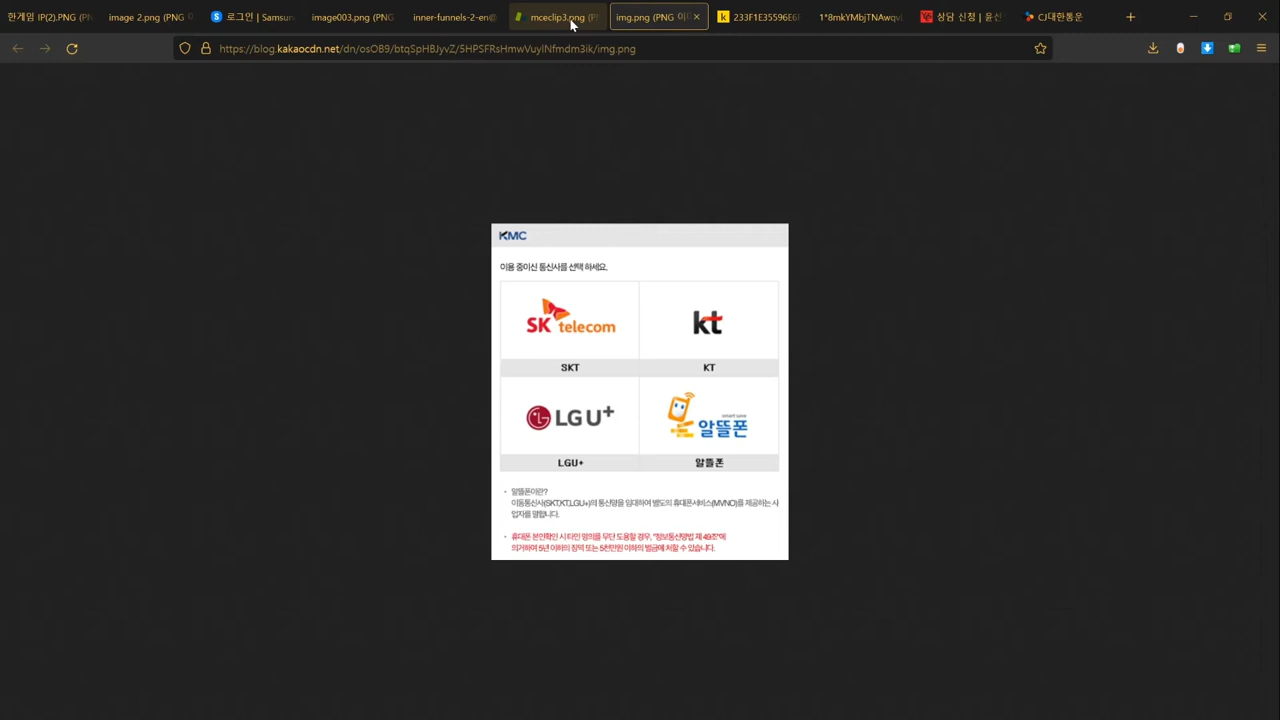 한게임 IP(2).PNG (PN
image 2.png (PNG
로그인 | Samsun
image003.png (PNG
inner-funnels-2-en@
mceclip3.png (P
img.png (PNG 이미
233F1E35596E6
1*8mkYMbjTNAwqv
상담 신청 | 윤선
CJ대한통운
https://blog.kakaocdn.net/dn/osOB9/btqSpHBJyvZ/5HPSFRsHmwVuylNfmdm3ik/img.png
KMC
이용 중이신 통신사를 선택 하세요.
SK telecom
kt
SKT
KT
LG U+
smart save
알뜰폰
LGU+
알뜰폰
· 알뜰폰이란?
이동통신사(SKT,KT,LGU+)의 통신망을 임대하여 별도의 휴대폰서비스(MVNO)를 제공하는 사
업자를 말합니다.
· 휴대폰 본인확인 시 타인 명의를 무단 도용할 경우, "정보통신망법 제 49조"에
의거하여 5년 이하의 징역 또는 5천만원 이하의 벌금에 처할 수 있습니다.